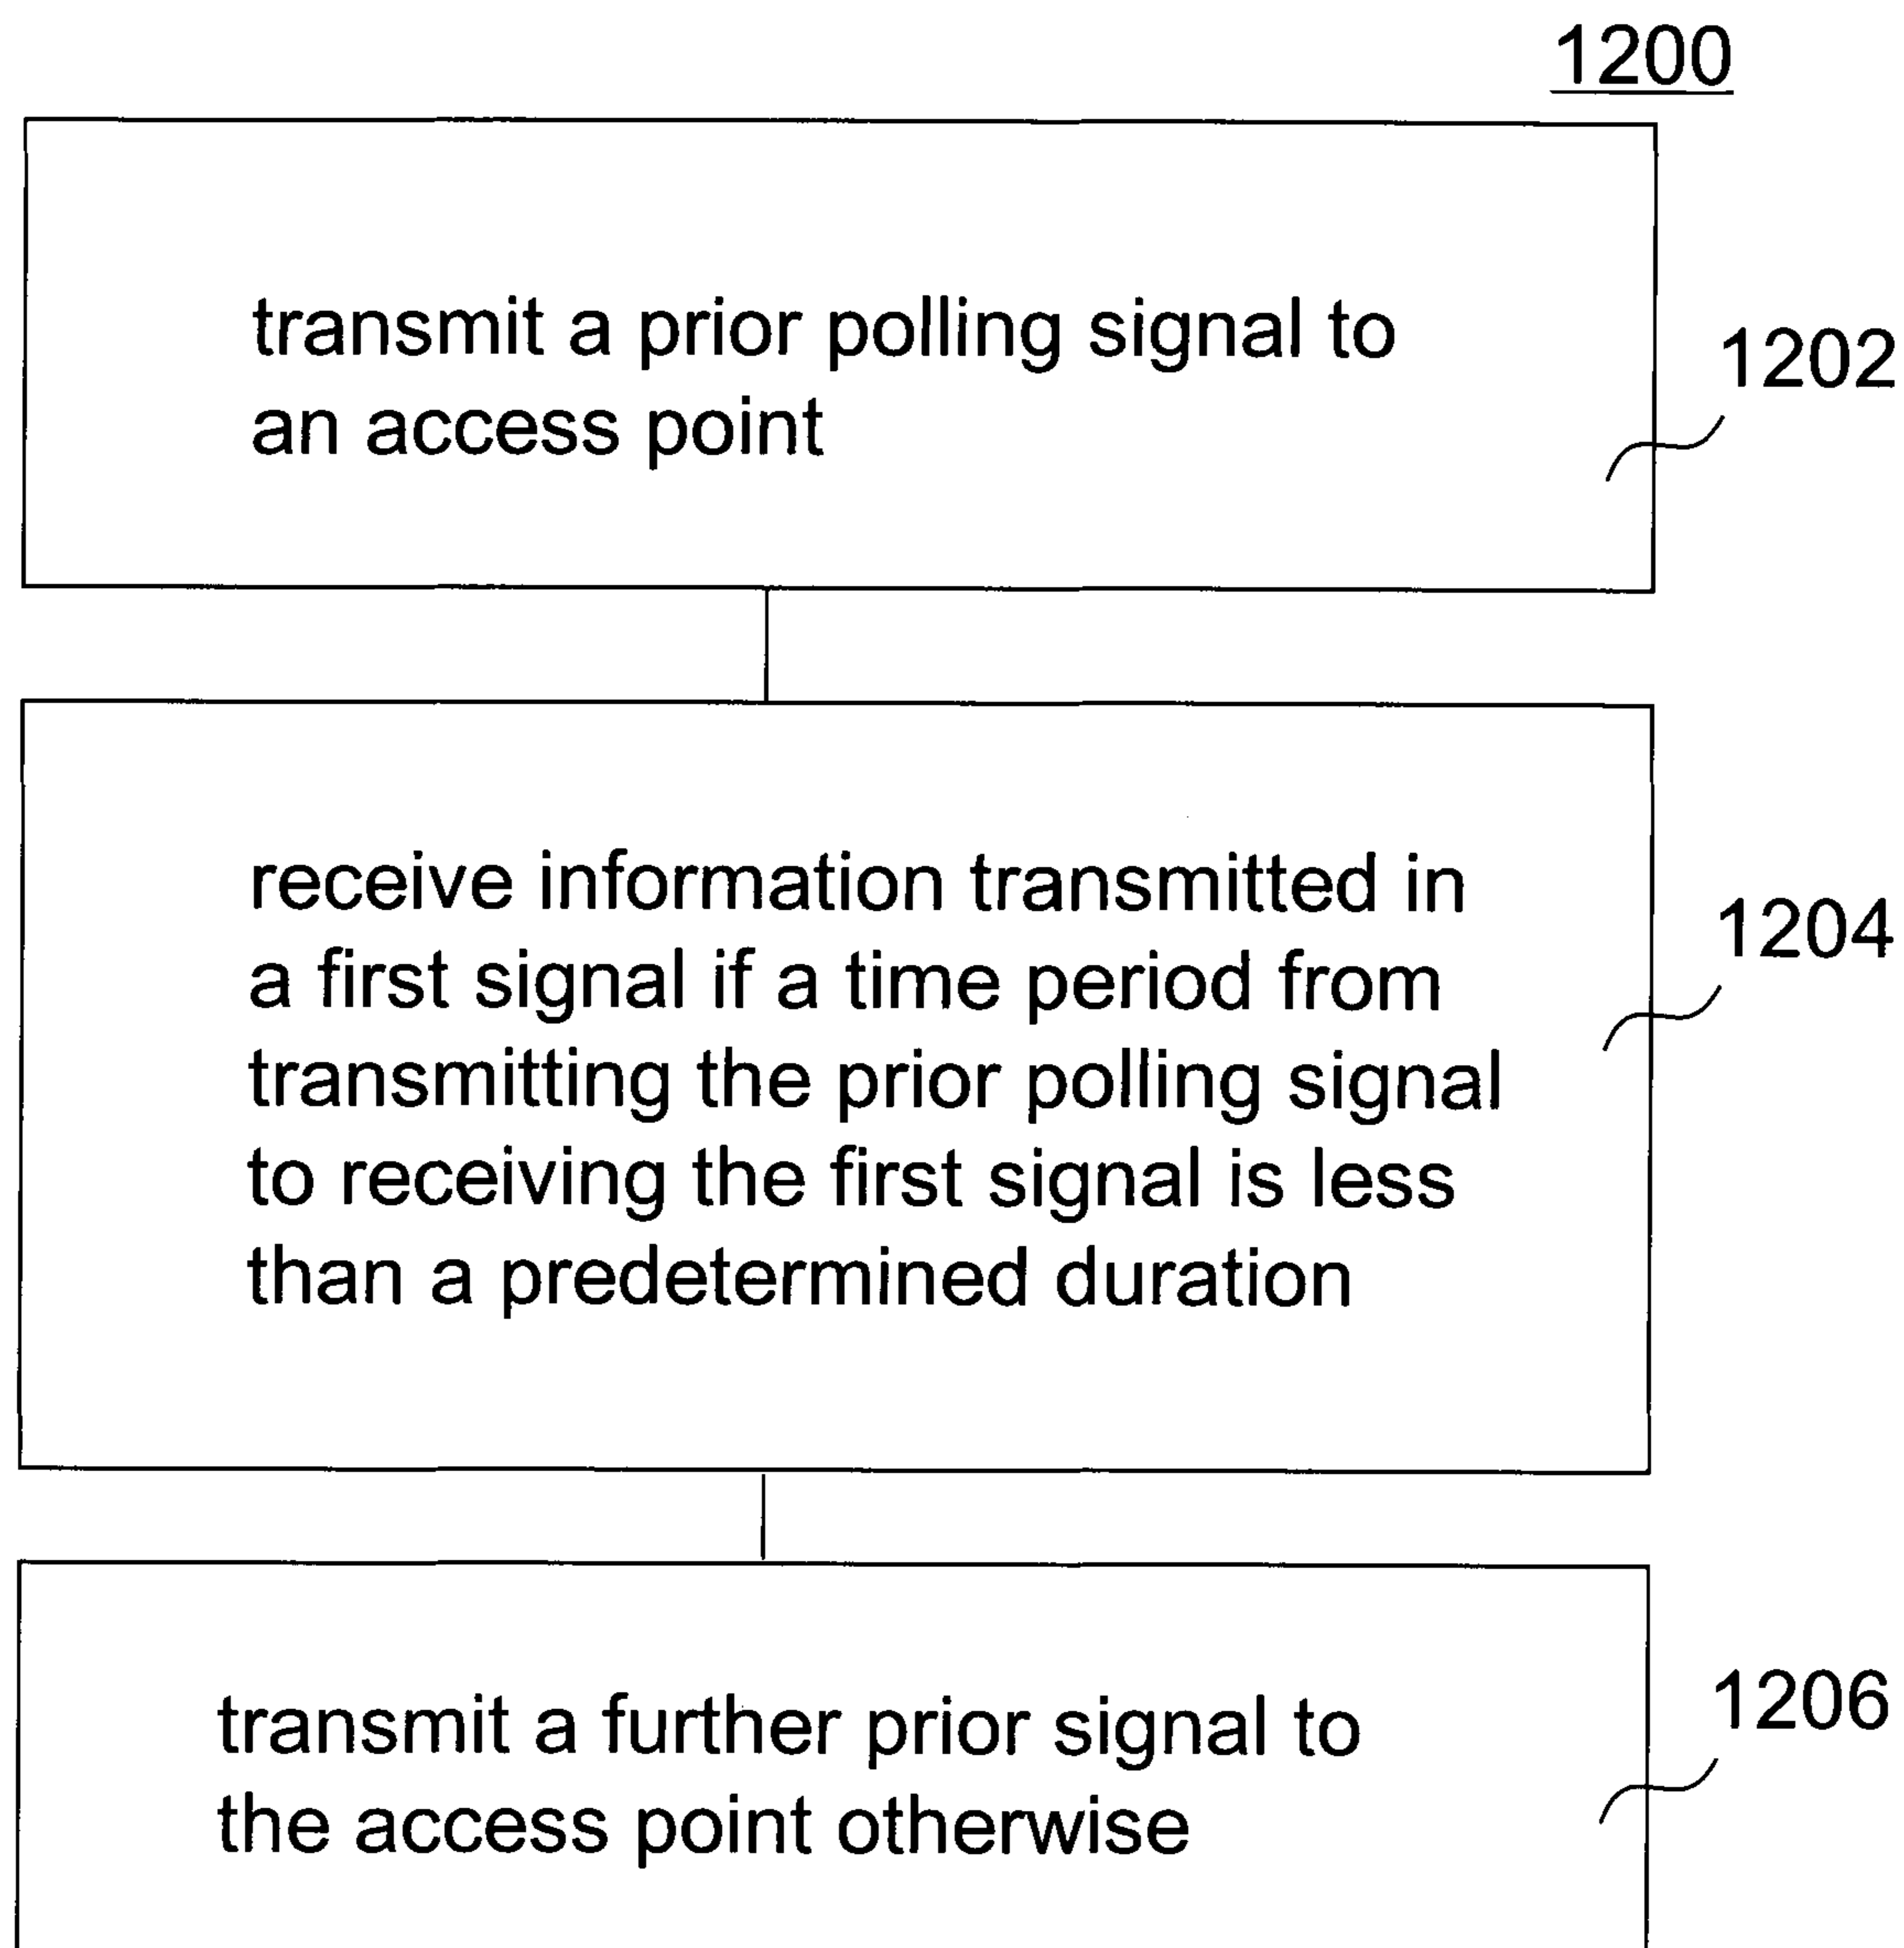 1200
transmit a prior polling signal to
an access point
1202
receive information transmitted in
a first signal if a time period from
transmitting the prior polling signal
to receiving the first signal is less
than a predetermined duration
1204
transmit a further prior signal to
the access point otherwise
1206